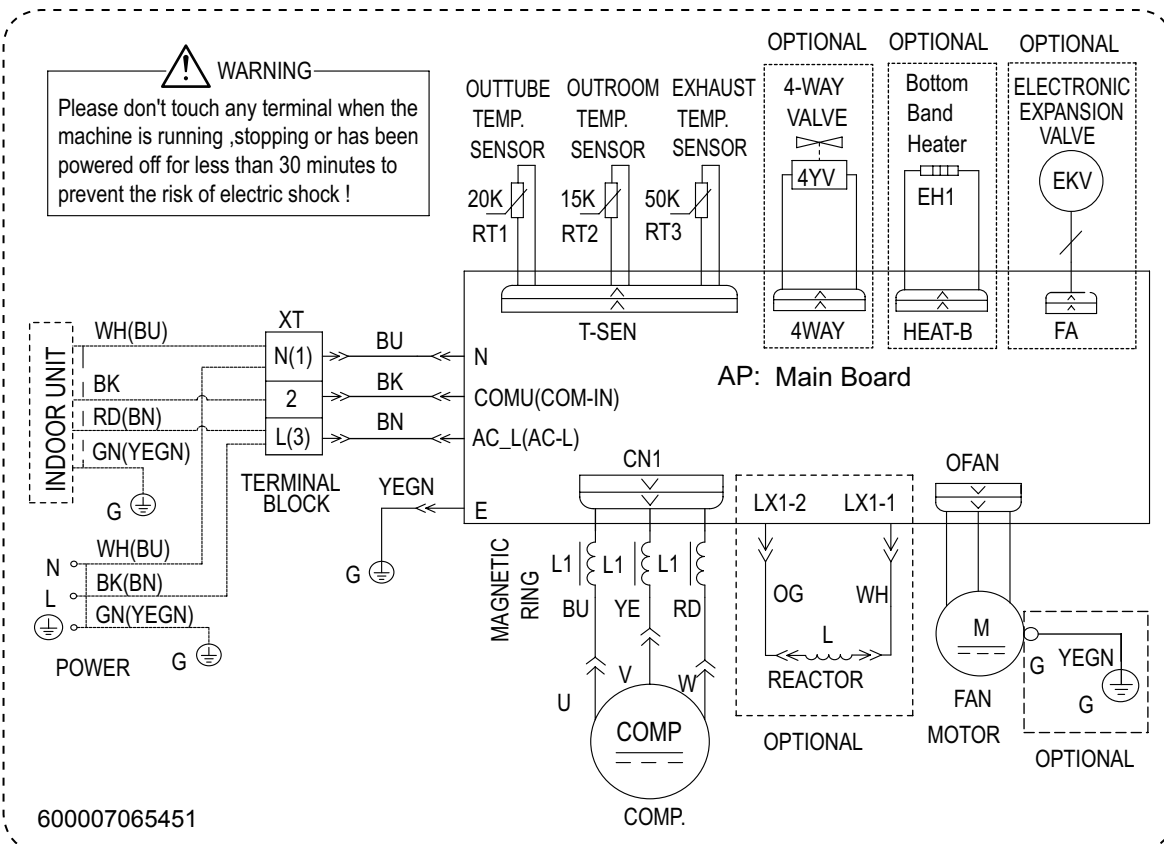 WARNING
Please don't touch any terminal when the
machine is running ,stopping or has been
powered off for less than 30 minutes to
prevent the risk of electric shock !
OUTTUBE
TEMP.
SENSOR
20K
RT1
OUTROOM
TEMP.
SENSOR
15K
RT2
EXHAUST
TEMP.
SENSOR
50K
RT3
T-SEN
OPTIONAL
4-WAY
VALVE
4YV
4WAY
OPTIONAL
Bottom
Band
Heater
EH1
HEAT-B
OPTIONAL
ELECTRONIC
EXPANSION
VALVE
EKV
FA
AP: Main Board
INDOOR UNIT
WH(BU)
BK
RD(BN)
GN(YEGN)
G
XT
N(1)
2
L(3)
TERMINAL
BLOCK
BU
BK
BN
N
COMU(COM-IN)
AC_L(AC-L)
YEGN
E
G
N
WH(BU)
L
BK(BN)
GN(YEGN)
G
POWER
CN1
MAGNETIC
RING
L1
L1
L1
BU
YE
RD
U
V
W
COMP
COMP.
LX1-2
LX1-1
OG
WH
L
REACTOR
OPTIONAL
OFAN
M
FAN
MOTOR
G
YEGN
G
OPTIONAL
600007065451